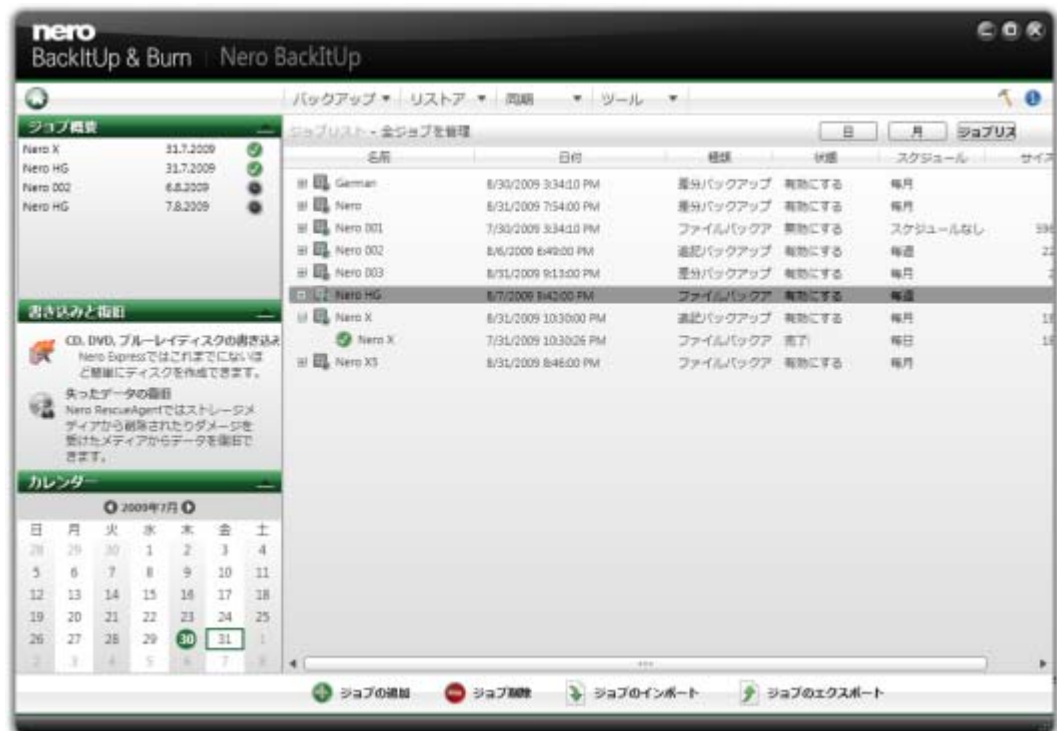 nero
BackItUp & Burn | Nero BackItUp
バックアップ リストア 同期 ツール
ジョブ概要
Nero X 31.7.2009
Nero HG 31.7.2009
Nero 002 6.8.2009
Nero HG 7.8.2009
書き込みと復旧
CD, DVD, ブルーレイディスクの書き込み
Nero Expressではこれまでにないほ
ど簡単にディスクを作成できます。
失ったデータの復旧
Nero RescueAgentではストレージメ
ディアから削除されたりダメージを
受けたメディアからデータを復旧で
きます。
カレンダー
2009年7月
日 月 火 水 木 金 土
28 29 30 1 2 3 4
5 6 7 8 9 10 11
12 13 14 15 16 17 18
19 20 21 22 23 24 25
26 27 28 29 30 31 1
2 3 4 5 6 7 8
ジョブリスト - 全ジョブを管理
日 月 ジョブリス
名前 日付 種類 状態 スケジュール サイズ
German 8/30/2009 3:34:10 PM 差分バックアップ 有効にする 毎月
Nero 8/31/2009 7:54:00 PM 差分バックアップ 有効にする 毎月
Nero 001 7/30/2009 3:34:10 PM ファイルバックア 無効にする スケジュールなし 596
Nero 002 8/6/2009 6:49:00 PM 追記バックアップ 有効にする 毎週 22
Nero 003 8/31/2009 9:13:00 PM 差分バックアップ 有効にする 毎月 2
Nero HG 8/7/2009 8:42:00 PM ファイルバックア 有効にする 毎週
Nero X 8/31/2009 10:30:00 PM 追記バックアップ 有効にする 毎月 18
Nero X 7/31/2009 10:30:26 PM ファイルバックア 完了! 毎日 18
Nero XS 8/31/2009 8:46:00 PM ファイルバックア 有効にする 毎月
ジョブの追加 ジョブ削除 ジョブのインポート ジョブのエクスポート